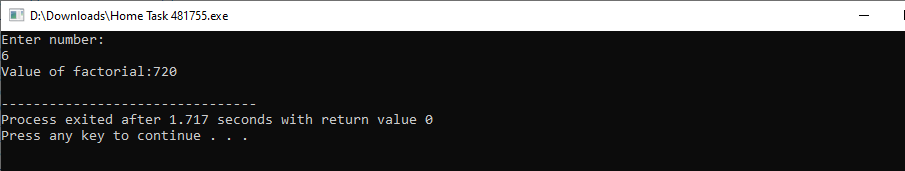 D:\Downloads\Home Task 481755.exe
Enter number:
6
Value of factorial:720
--------------------------------
Process exited after 1.717 seconds with return value 0
Press any key to continue . . .